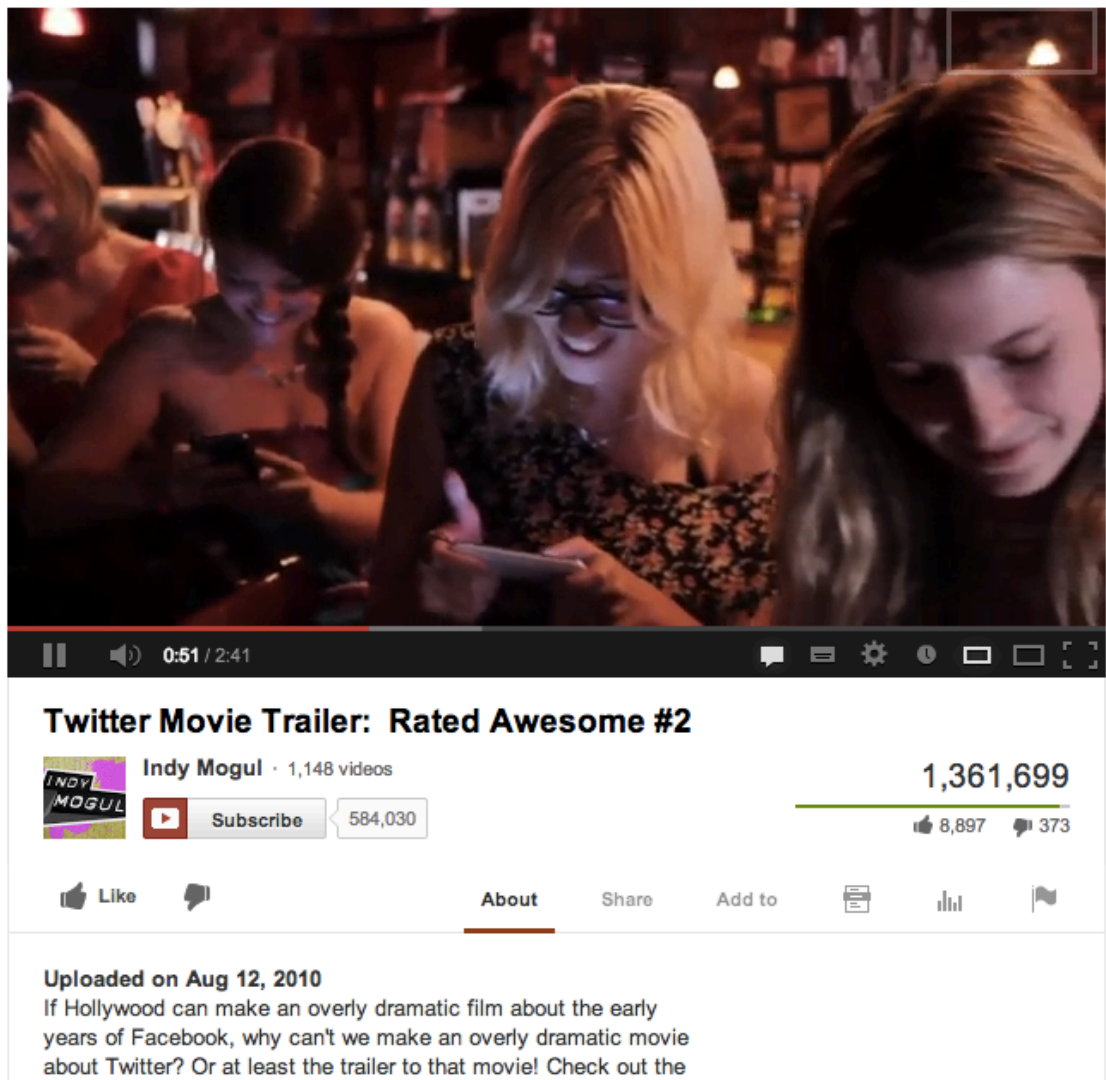 0:51 / 2:41
Twitter Movie Trailer: Rated Awesome #2
INDY
MOGUL
Indy Mogul · 1,148 videos
Subscribe 584,030
1,361,699
8,897 373
Like
About Share Add to
Uploaded on Aug 12, 2010
If Hollywood can make an overly dramatic film about the early
years of Facebook, why can't we make an overly dramatic movie
about Twitter? Or at least the trailer to that movie! Check out the